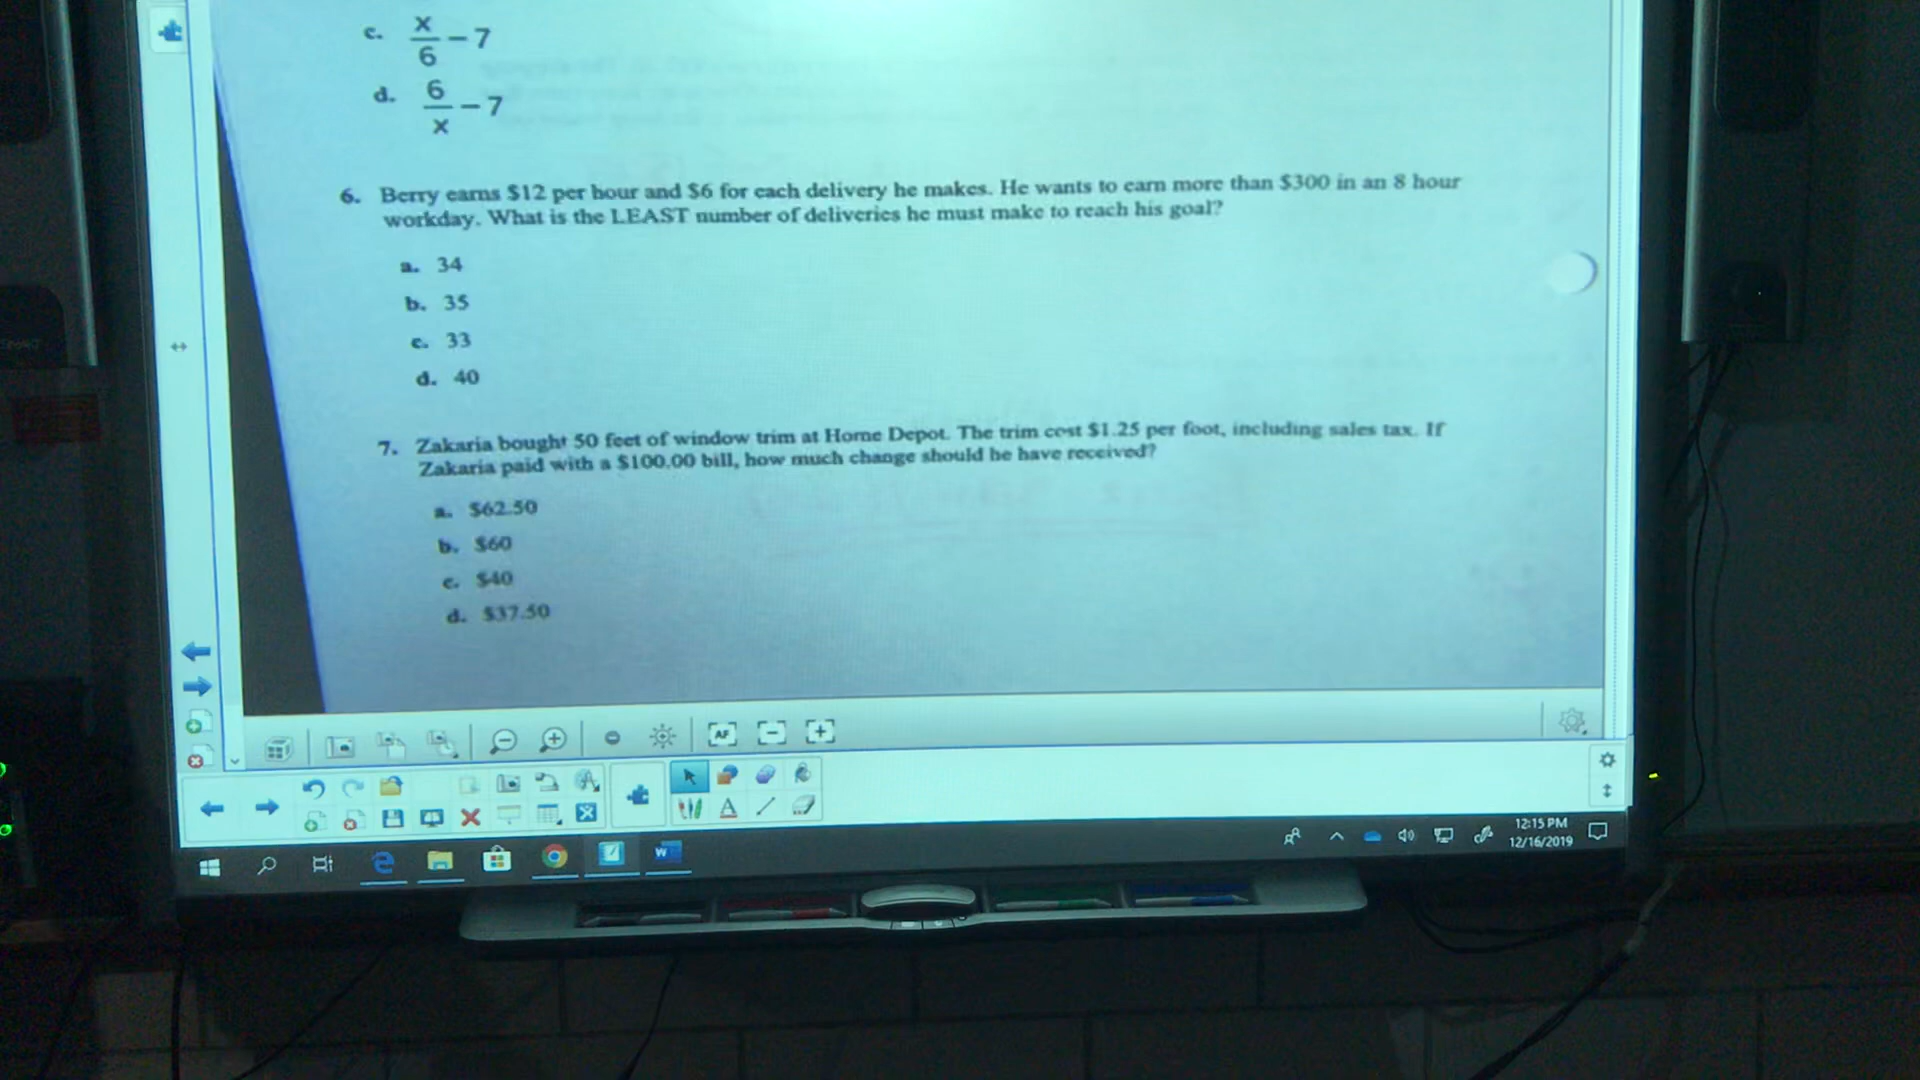 c. x/6 − 7
d. 6/x − 7
6. Berry earns $12 per hour and $6 for each delivery he makes. He wants to earn more than $300 in an 8 hour
workday. What is the LEAST number of deliveries he must make to reach his goal?
a. 34
b. 35
c. 33
d. 40
7. Zakaria bought 50 feet of window trim at Home Depot. The trim cost $1.25 per foot, including sales tax. If
Zakaria paid with a $100.00 bill, how much change should he have received?
a. $62.50
b. $60
c. $40
d. $37.50
AF
A
W
12:15 PM
12/16/2019